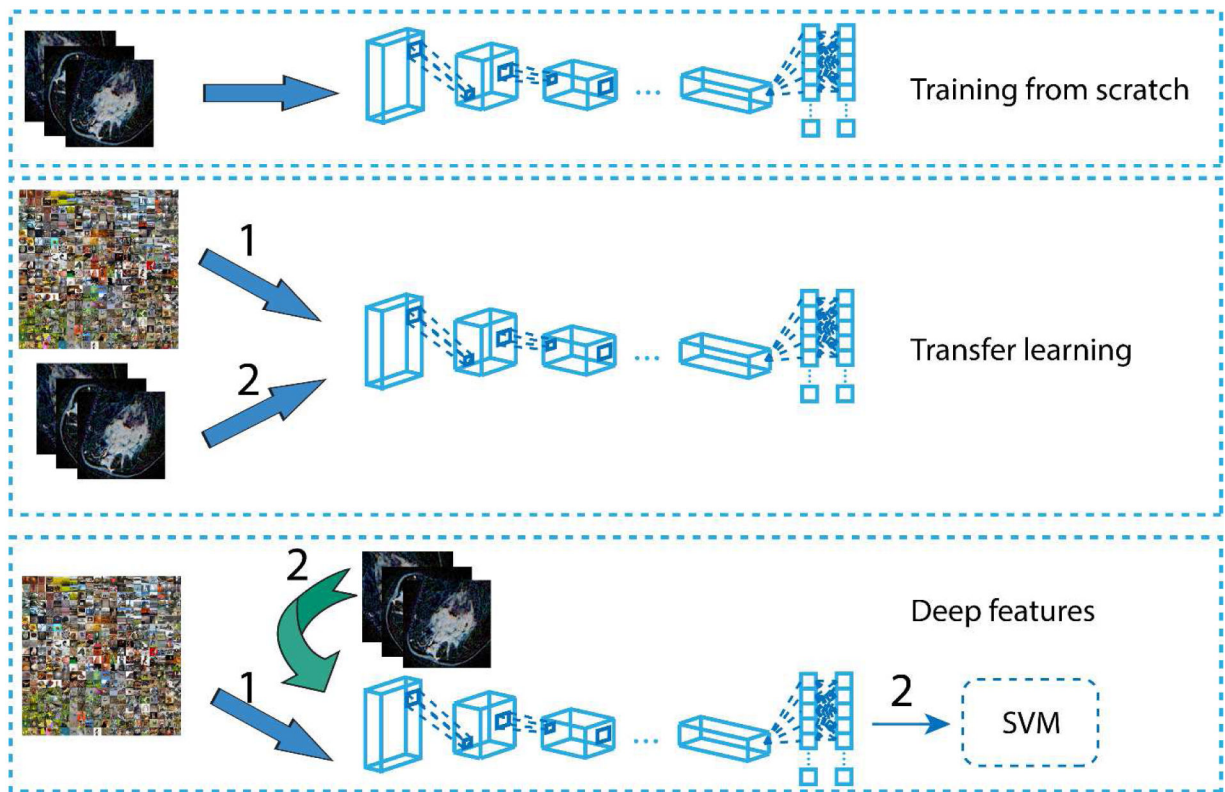 Training from scratch
1
2
Transfer learning
2
Deep features
1
2
SVM